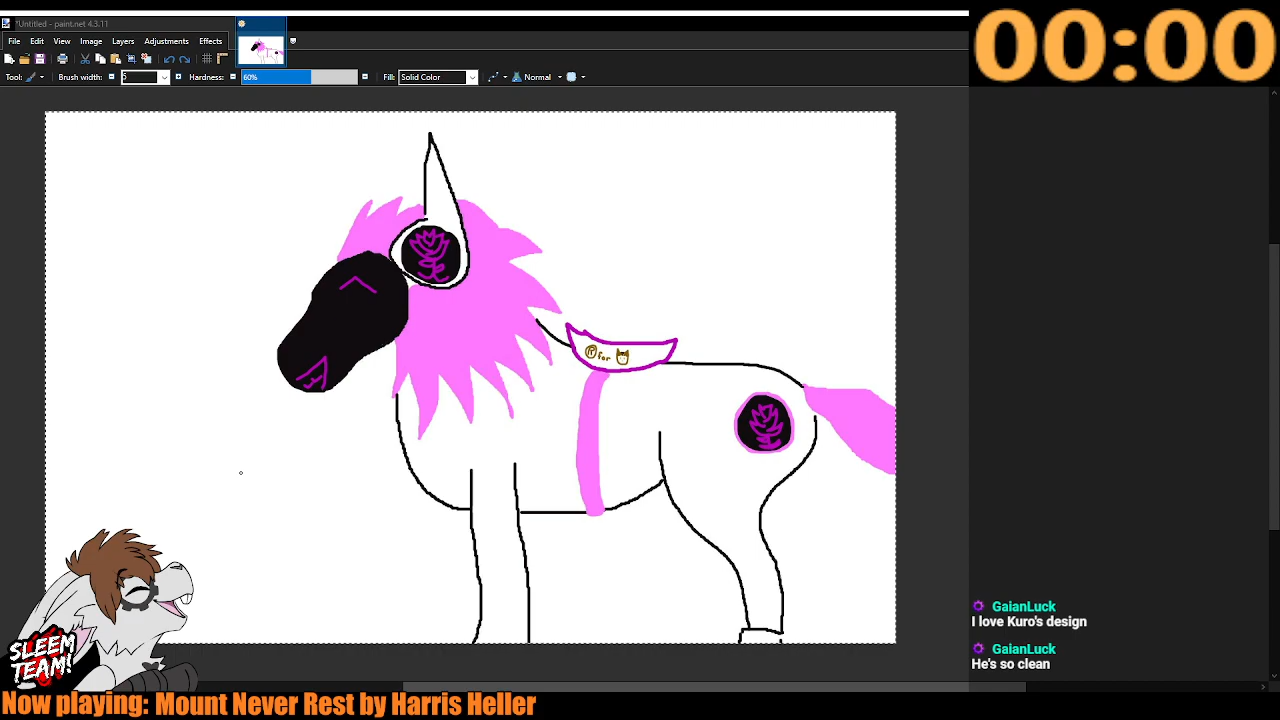 *Untitled - paint.net 4.3.11
File Edit View Image Layers Adjustments Effects
Tool: Brush width: 5 Hardness: 60% Fill: Solid Color Normal
00:00
for
GaianLuck
I love Kuro's design
GaianLuck
He's so clean
SLEEM
TEAM!
Now playing: Mount Never Rest by Harris Heller